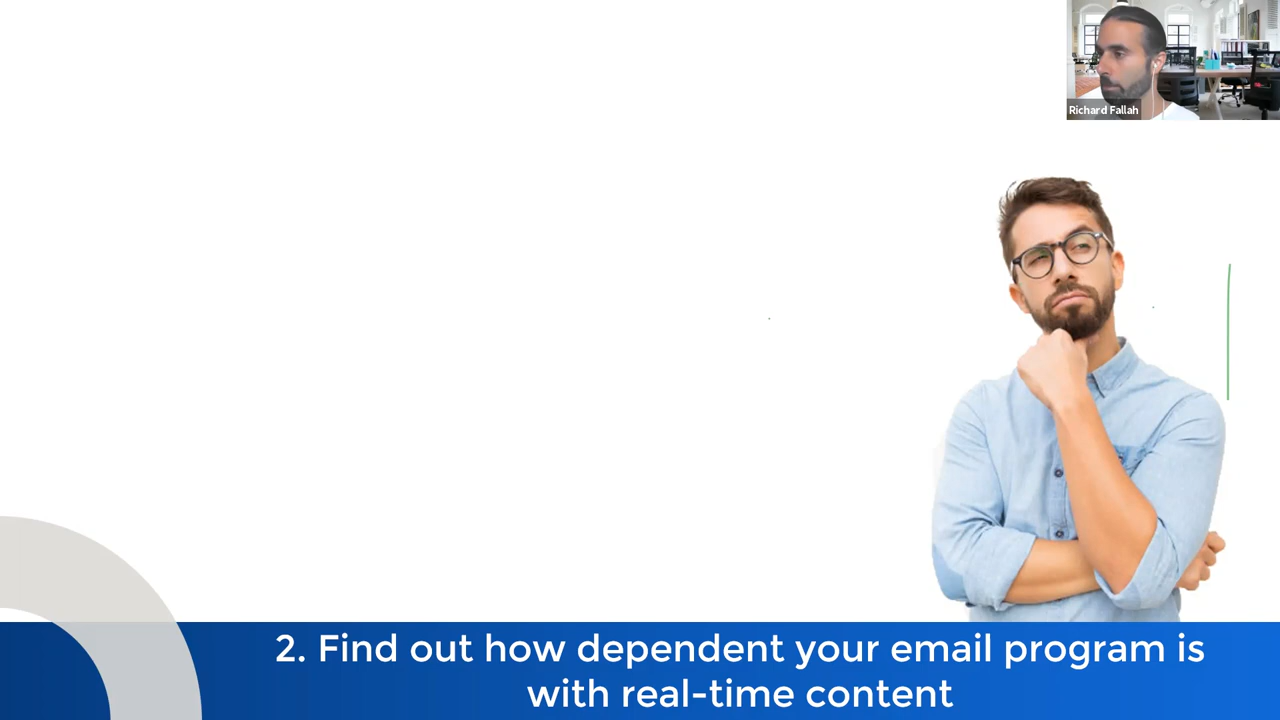 Richard Fallah
2. Find out how dependent your email program is
with real-time content